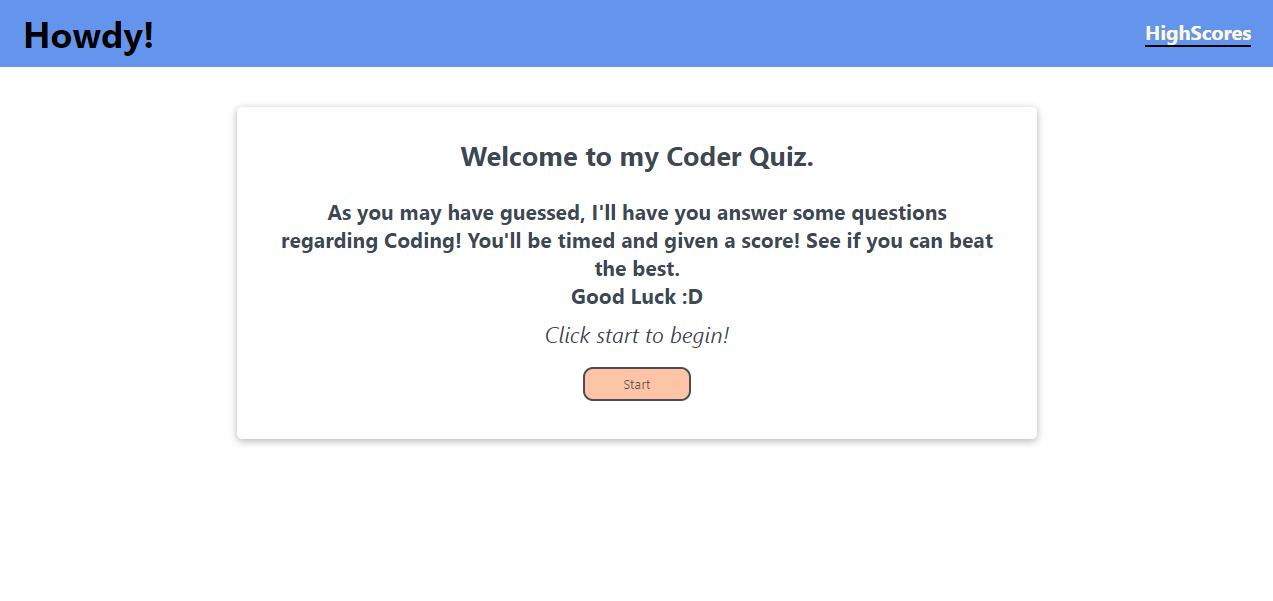 Howdy!
HighScores
Welcome to my Coder Quiz.
As you may have guessed, I'll have you answer some questions
regarding Coding! You'll be timed and given a score! See if you can beat
the best.
Good Luck :D
Click start to begin!
Start